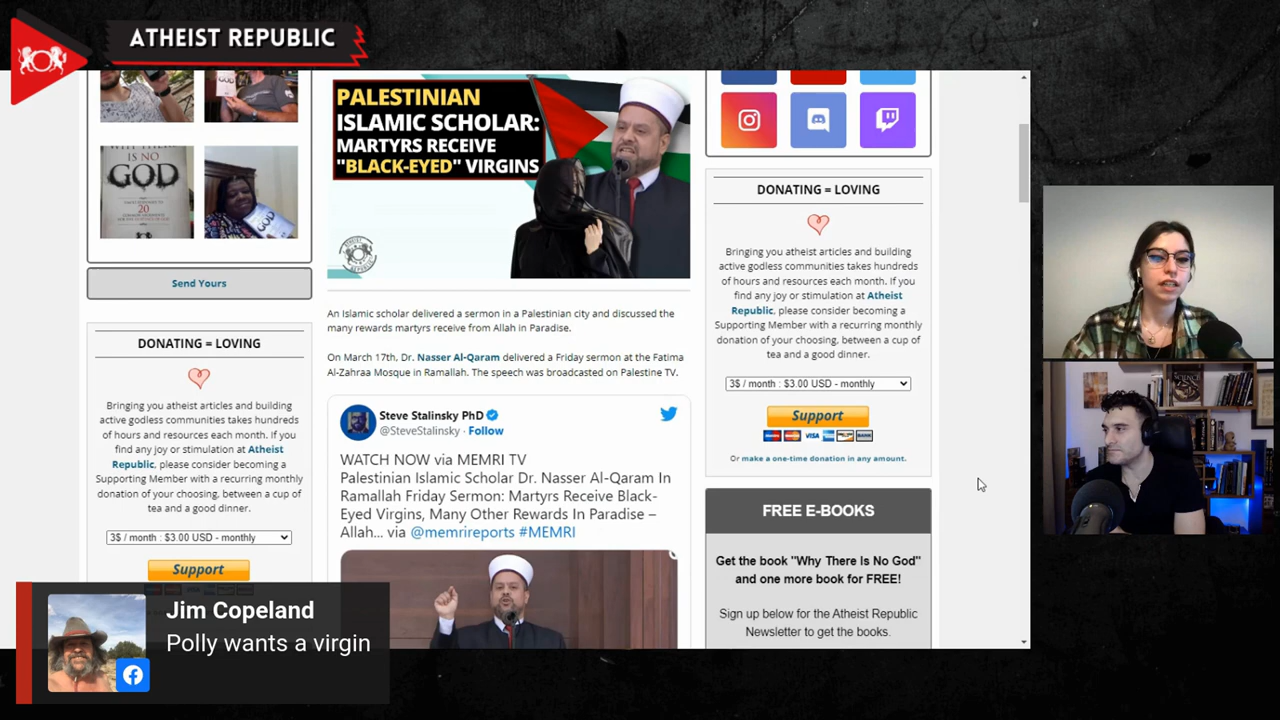 ATHEIST REPUBLIC
GOD
WHY THERE
IS NO
GOD
20
GOD
Send Yours
DONATING = LOVING
Bringing you atheist articles and building
active godless communities takes hundreds
of hours and resources each month. If you
find any joy or stimulation at Atheist
Republic, please consider becoming a
Supporting Member with a recurring monthly
donation of your choosing, between a cup of
tea and a good dinner.
3$ / month : $3.00 USD - monthly
Support
PALESTINIAN
ISLAMIC SCHOLAR:
MARTYRS RECEIVE
"BLACK-EYED" VIRGINS
An Islamic scholar delivered a sermon in a Palestinian city and discussed the
many rewards martyrs receive from Allah in Paradise.
On March 17th, Dr. Nasser Al-Qaram delivered a Friday sermon at the Fatima
Al-Zahraa Mosque in Ramallah. The speech was broadcasted on Palestine TV.
Steve Stalinsky PhD
@SteveStalinsky · Follow
WATCH NOW via MEMRI TV
Palestinian Islamic Scholar Dr. Nasser Al-Qaram In
Ramallah Friday Sermon: Martyrs Receive Black-
Eyed Virgins, Many Other Rewards In Paradise –
Allah... via @memrireports #MEMRI
DONATING = LOVING
Bringing you atheist articles and building
active godless communities takes hundreds
of hours and resources each month. If you
find any joy or stimulation at Atheist
Republic, please consider becoming a
Supporting Member with a recurring monthly
donation of your choosing, between a cup of
tea and a good dinner.
3$ / month : $3.00 USD - monthly
Support
VISA
Or make a one-time donation in any amount.
FREE E-BOOKS
Get the book "Why There Is No God"
and one more book for FREE!
Sign up below for the Atheist Republic
Newsletter to get the books.
SCIENCE
Jim Copeland
Polly wants a virgin